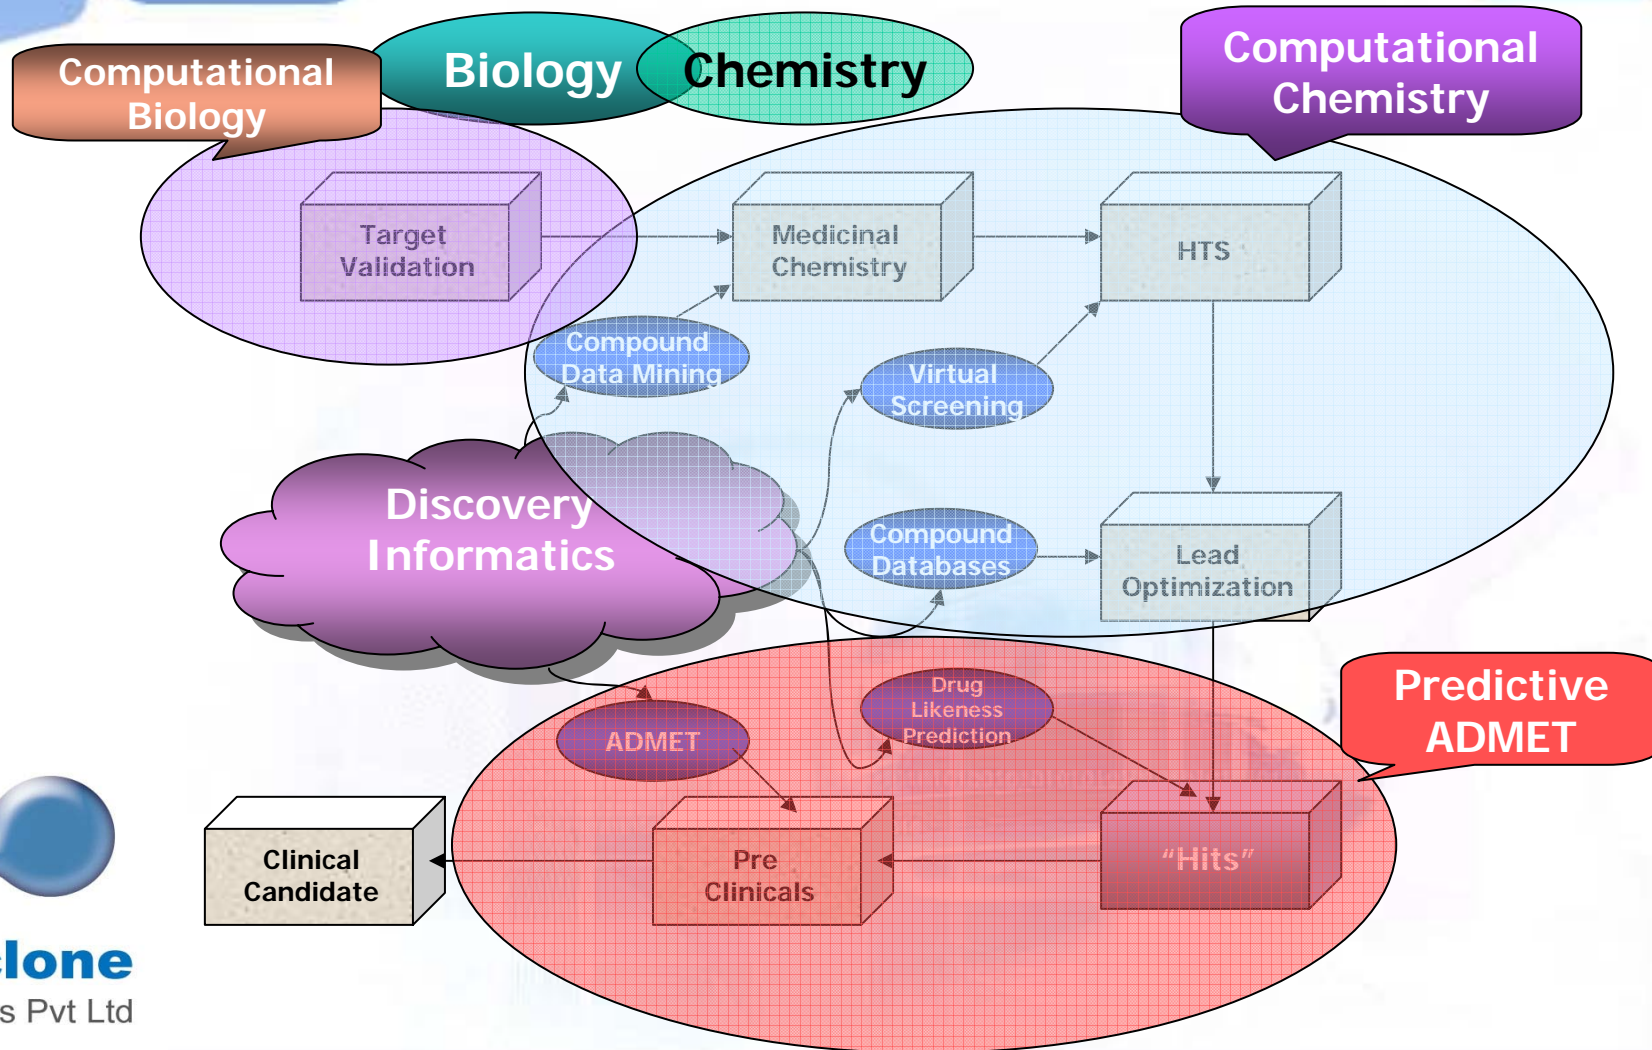 Computational
Biology
Biology
Chemistry
Computational
Chemistry
Target
Validation
Medicinal
Chemistry
HTS
Compound
Data Mining
Virtual
Screening
Discovery
Informatics
Compound
Databases
Lead
Optimization
Drug
Likeness
Prediction
ADMET
Predictive
ADMET
Clinical
Candidate
Pre
Clinicals
“Hits”
clone
s Pvt Ltd